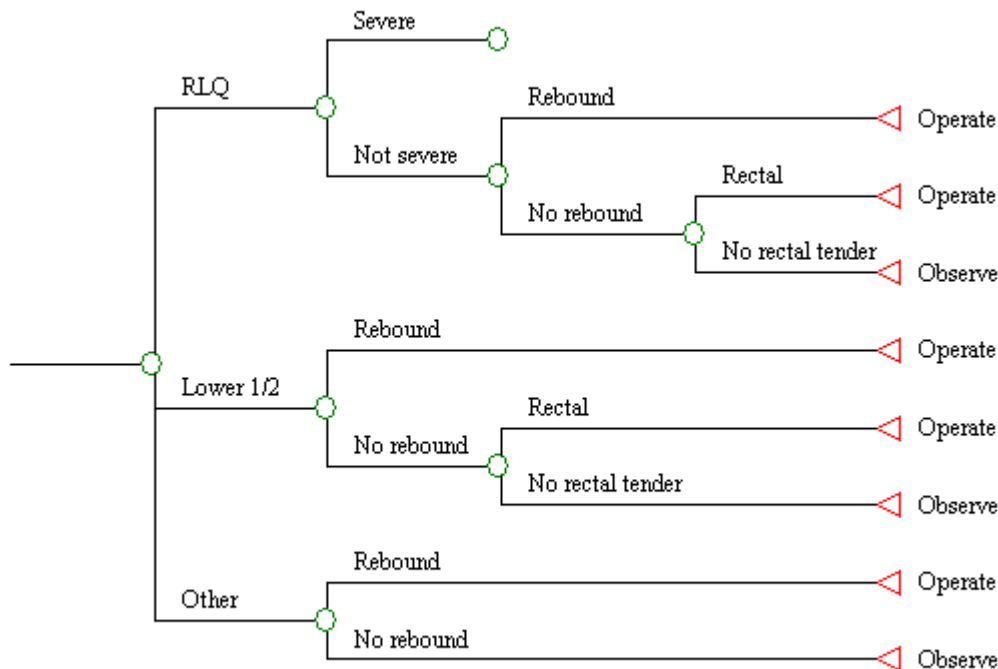 Severe
RLQ
Rebound
Operate
Not severe
Rectal
Operate
No rebound
No rectal tender
Observe
Rebound
Operate
Lower 1/2
Rectal
Operate
No rebound
No rectal tender
Observe
Rebound
Operate
Other
No rebound
Observe